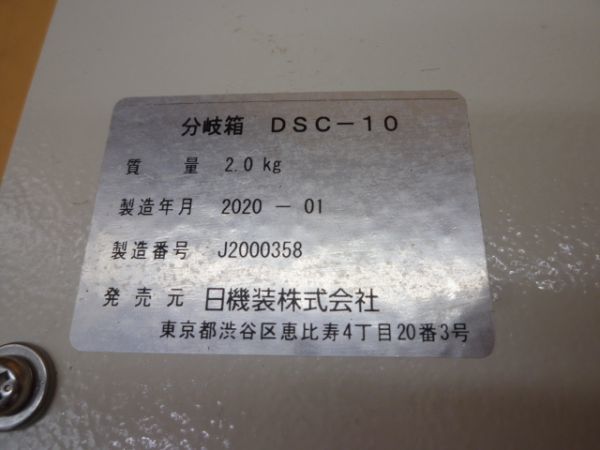 分岐箱 DSC－10
質 量 2.0 kg
製造年月 2020 － 01
製造番号 J2000358
発 売 元 日機装株式会社
東京都渋谷区恵比寿4丁目20番3号